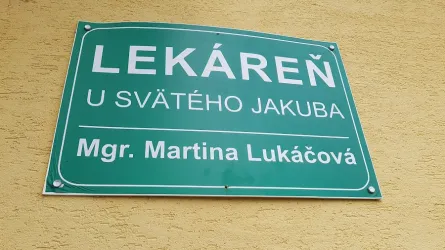 LEKÁREŇ
U SVÄTÉHO JAKUBA
Mgr. Martina Lukáčová